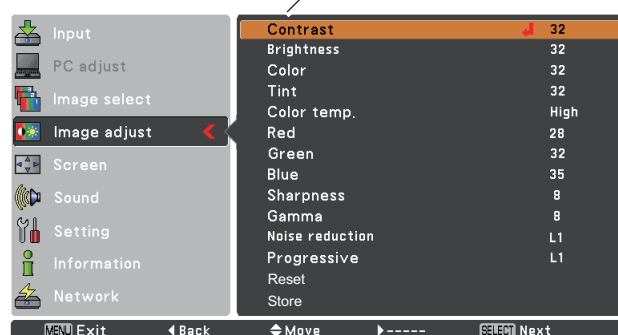 Input
PC adjust
Image select
Image adjust
Screen
Sound
Setting
Information
Network
Contrast 32
Brightness 32
Color 32
Tint 32
Color temp. High
Red 28
Green 32
Blue 35
Sharpness 8
Gamma 8
Noise reduction L1
Progressive L1
Reset
Store
MENU Exit Back Move ----- SELECT Next